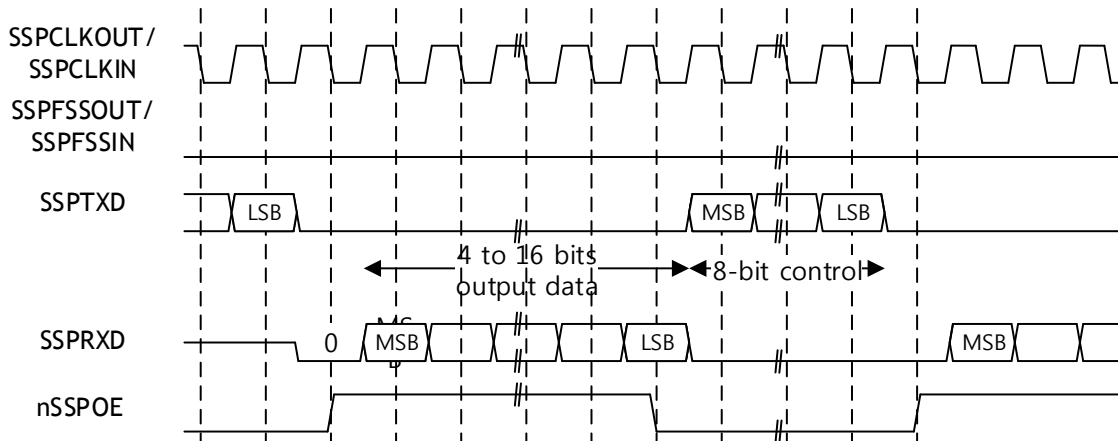 SSPCLKOUT/
SSPCLKIN
SSPFSSOUT/
SSPFSSIN
SSPTXD
LSB
MSB
LSB
4 to 16 bits
output data
8-bit control
SSPRXD
0
MS
B
MSB
LSB
MSB
nSSPOE